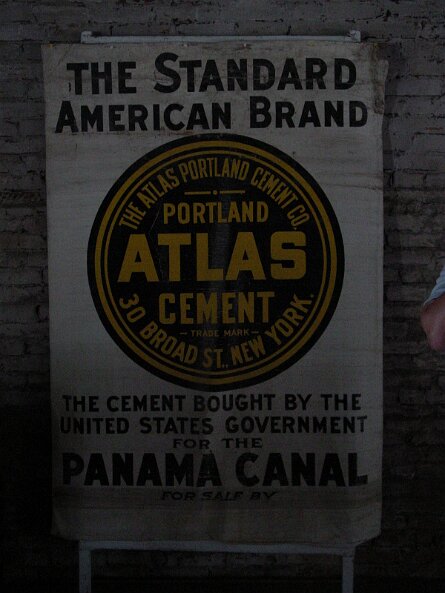 THE STANDARD
AMERICAN BRAND
THE ATLAS PORTLAND CEMENT CO.
PORTLAND
ATLAS
CEMENT
— TRADE MARK —
30 BROAD ST., NEW YORK.
THE CEMENT BOUGHT BY THE
UNITED STATES GOVERNMENT
FOR THE
PANAMA CANAL
FOR SALE BY